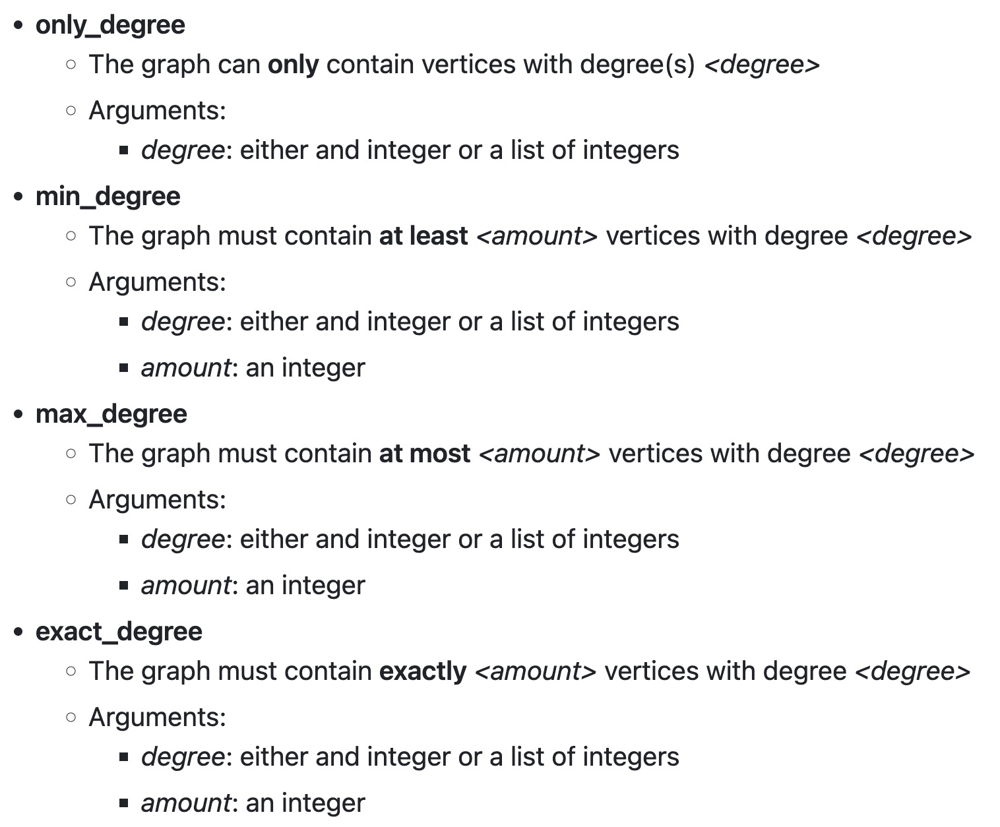 • only_degree
○ The graph can only contain vertices with degree(s) <degree>
○ Arguments:
▪ degree: either and integer or a list of integers
• min_degree
○ The graph must contain at least <amount> vertices with degree <degree>
○ Arguments:
▪ degree: either and integer or a list of integers
▪ amount: an integer
• max_degree
○ The graph must contain at most <amount> vertices with degree <degree>
○ Arguments:
▪ degree: either and integer or a list of integers
▪ amount: an integer
• exact_degree
○ The graph must contain exactly <amount> vertices with degree <degree>
○ Arguments:
▪ degree: either and integer or a list of integers
▪ amount: an integer